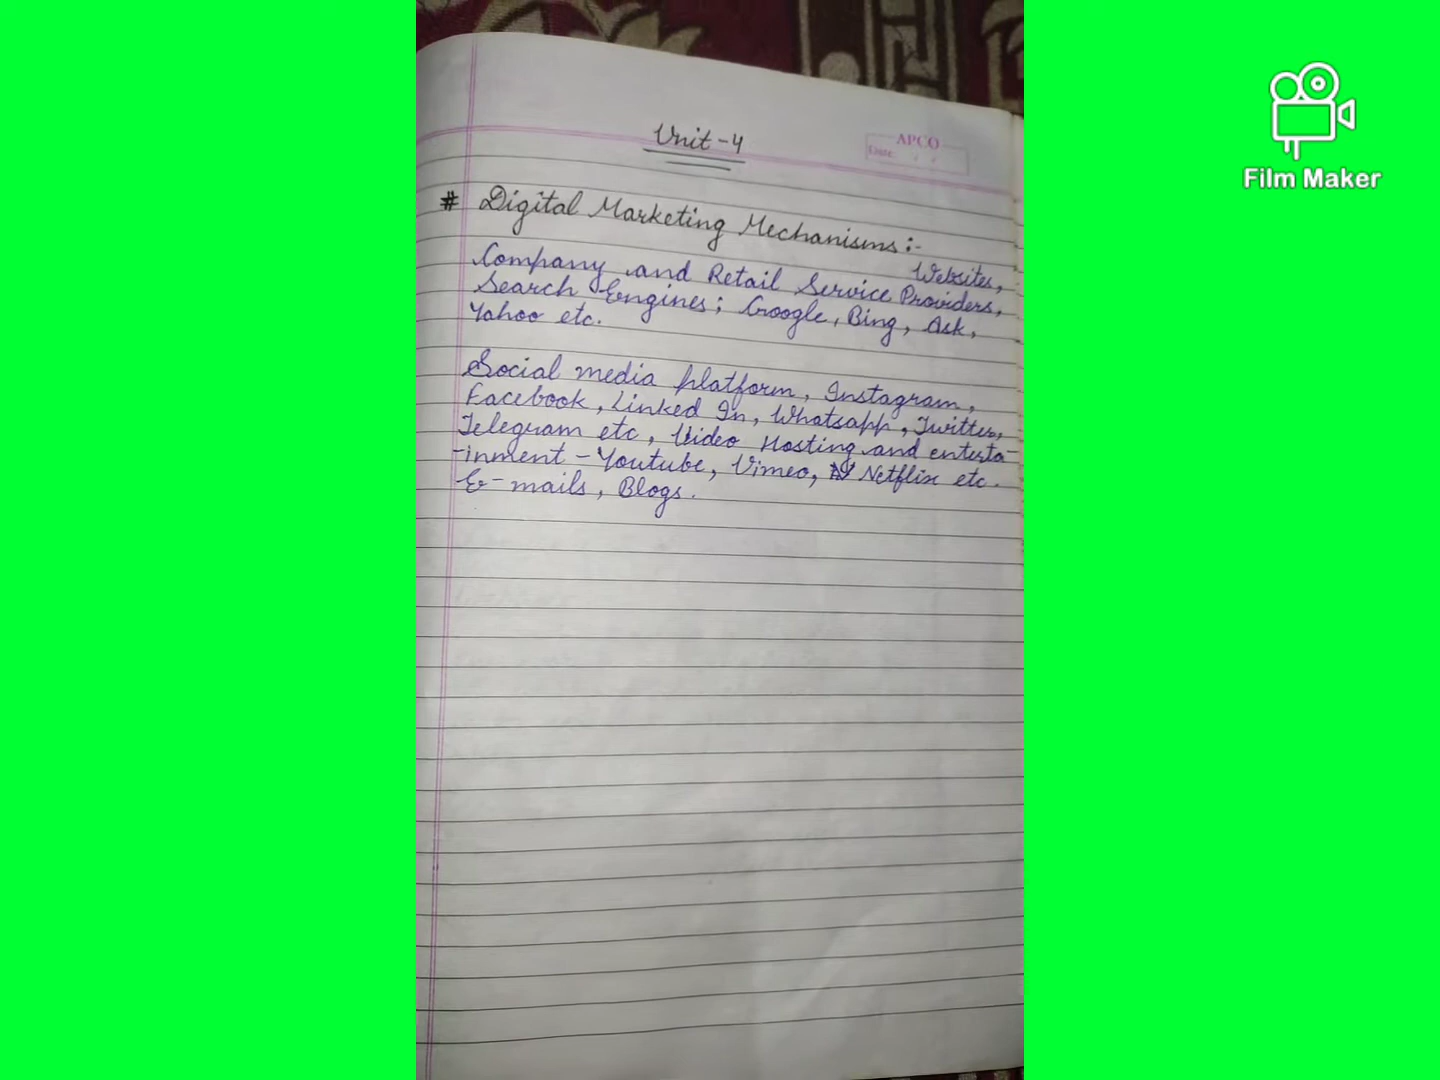 Film Maker
APCO
Date:
Unit - 4
# Digital Marketing Mechanisms :-
Websites,
Company and Retail Service Providers,
Search Engines; Google, Bing, Ask,
Yahoo etc.
Social media platform, Instagram,
Facebook, Linked In, Whatsapp, Twitter,
Telegram etc, Video Hosting and enterta-
-inment - Youtube, Vimeo, Netflix etc.
E-mails, Blogs.